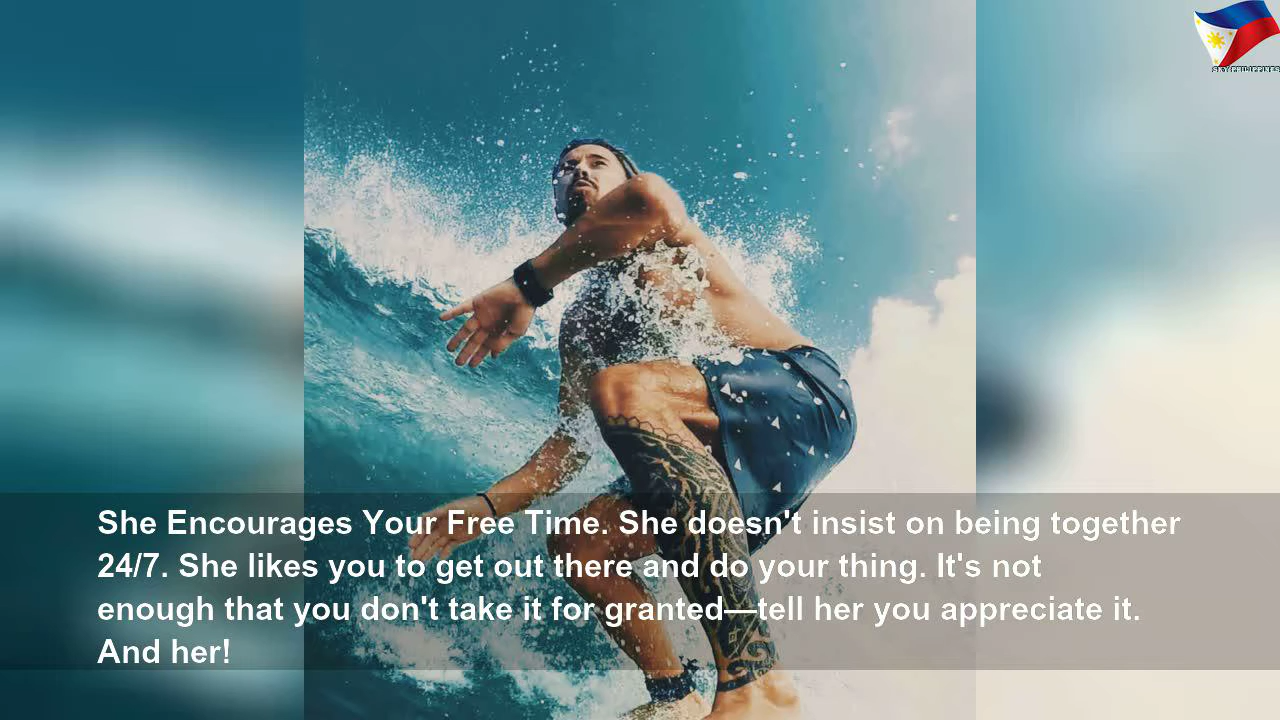 SKYPHILIPPINES
She Encourages Your Free Time. She doesn't insist on being together
24/7. She likes you to get out there and do your thing. It's not
enough that you don't take it for granted—tell her you appreciate it.
And her!